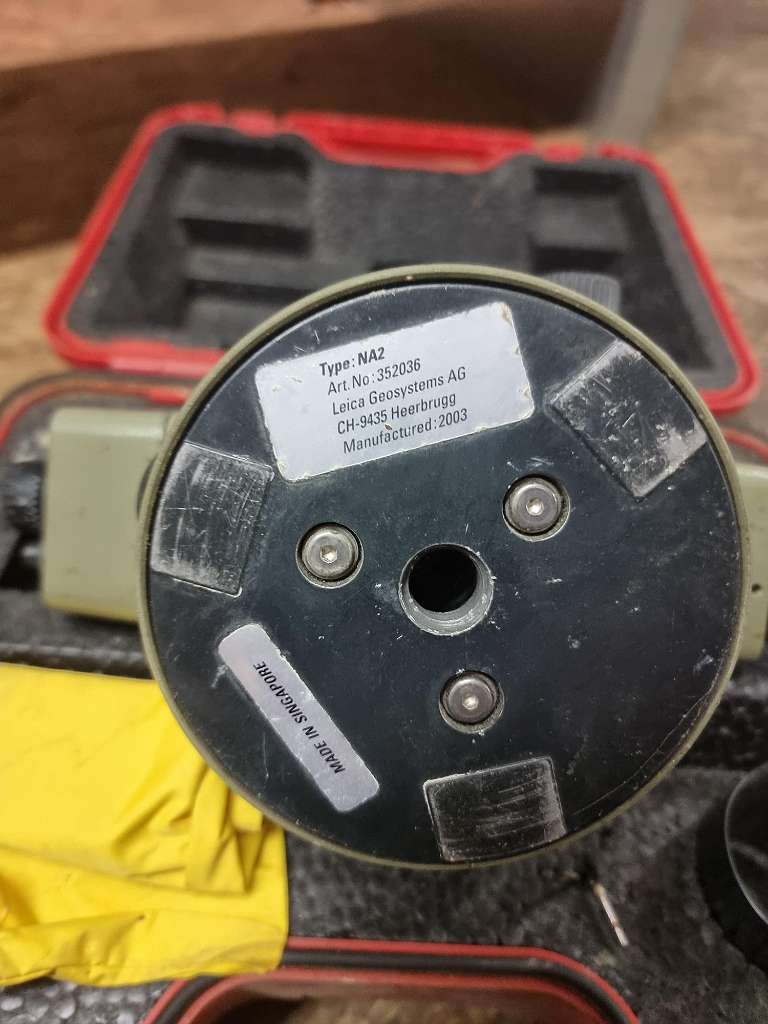 Type: NA2
Art. No: 352036
Leica Geosystems AG
CH-9435 Heerbrugg
Manufactured: 2003
MADE IN SINGAPORE